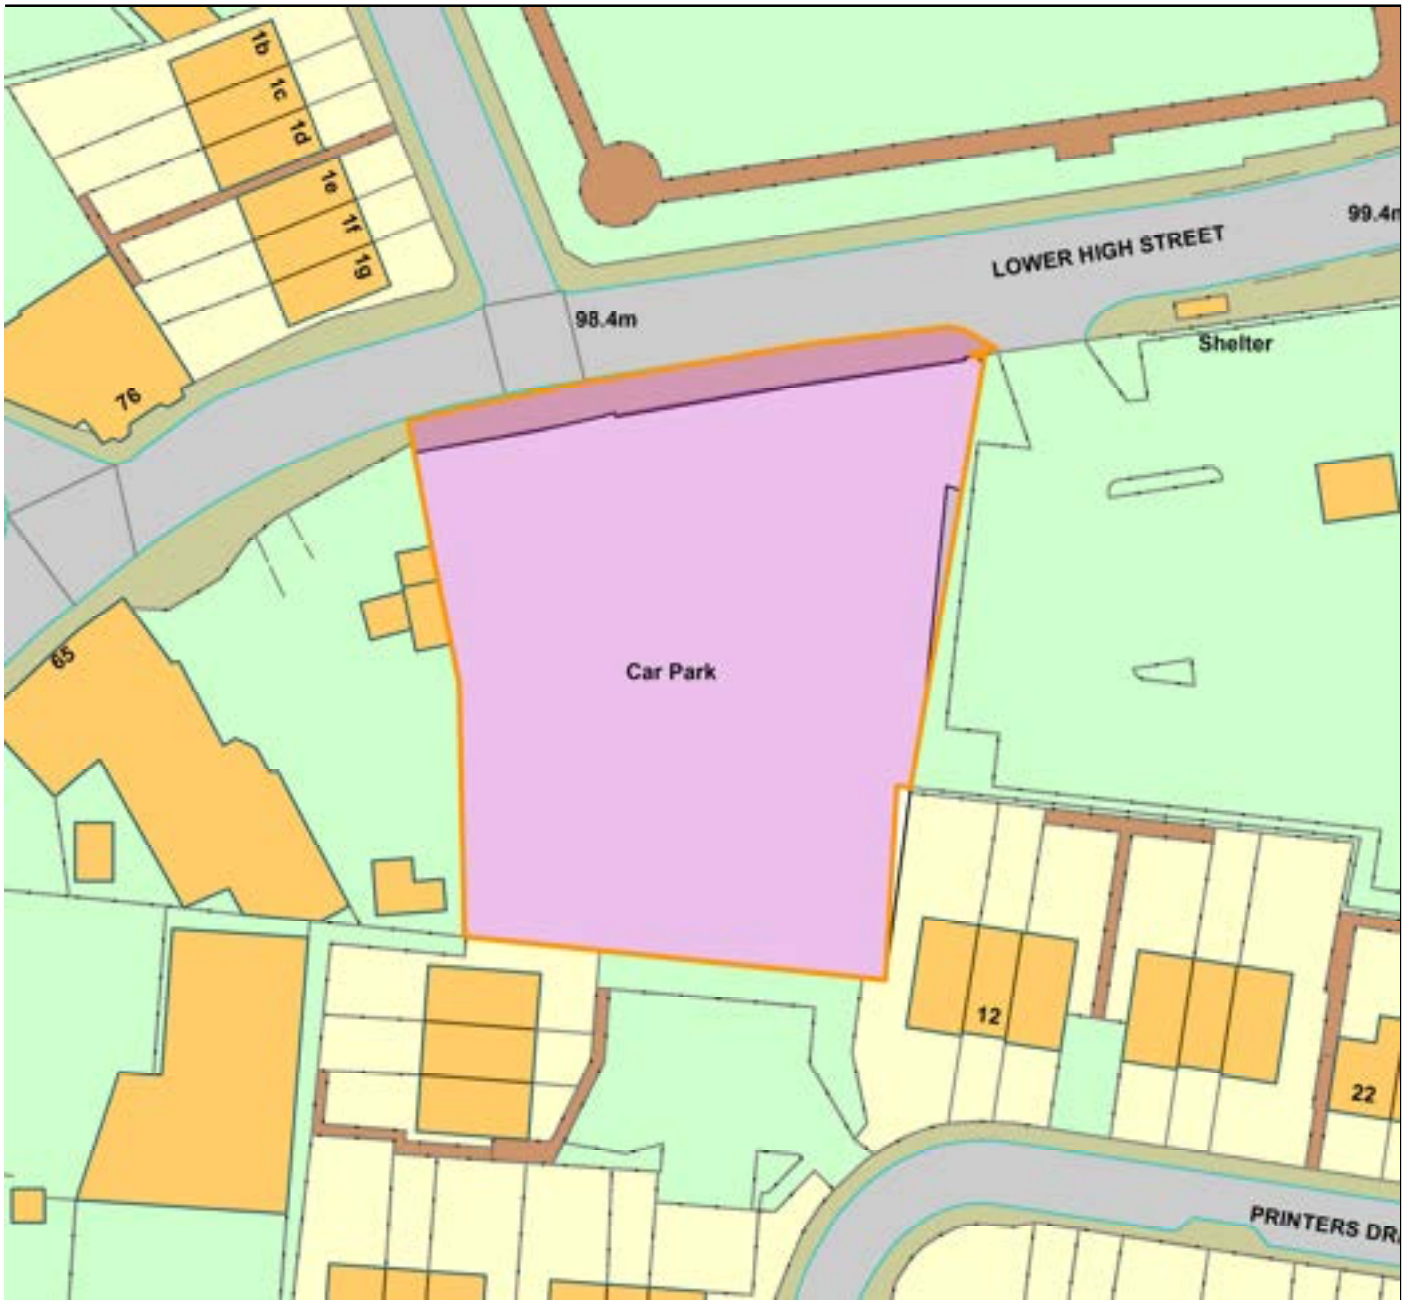 1b
1c
1d
1e
1f
1g
99.4m
LOWER HIGH STREET
98.4m
Shelter
76
65
Car Park
12
22
PRINTERS DR